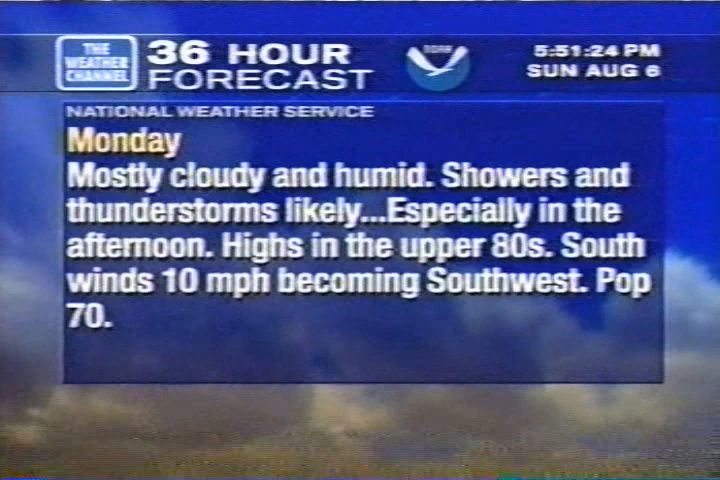 THE
WEATHER
CHANNEL
36 HOUR
FORECAST
NOAA
5:51:24 PM
SUN AUG 6
NATIONAL WEATHER SERVICE
Monday
Mostly cloudy and humid. Showers and
thunderstorms likely...Especially in the
afternoon. Highs in the upper 80s. South
winds 10 mph becoming Southwest. Pop
70.